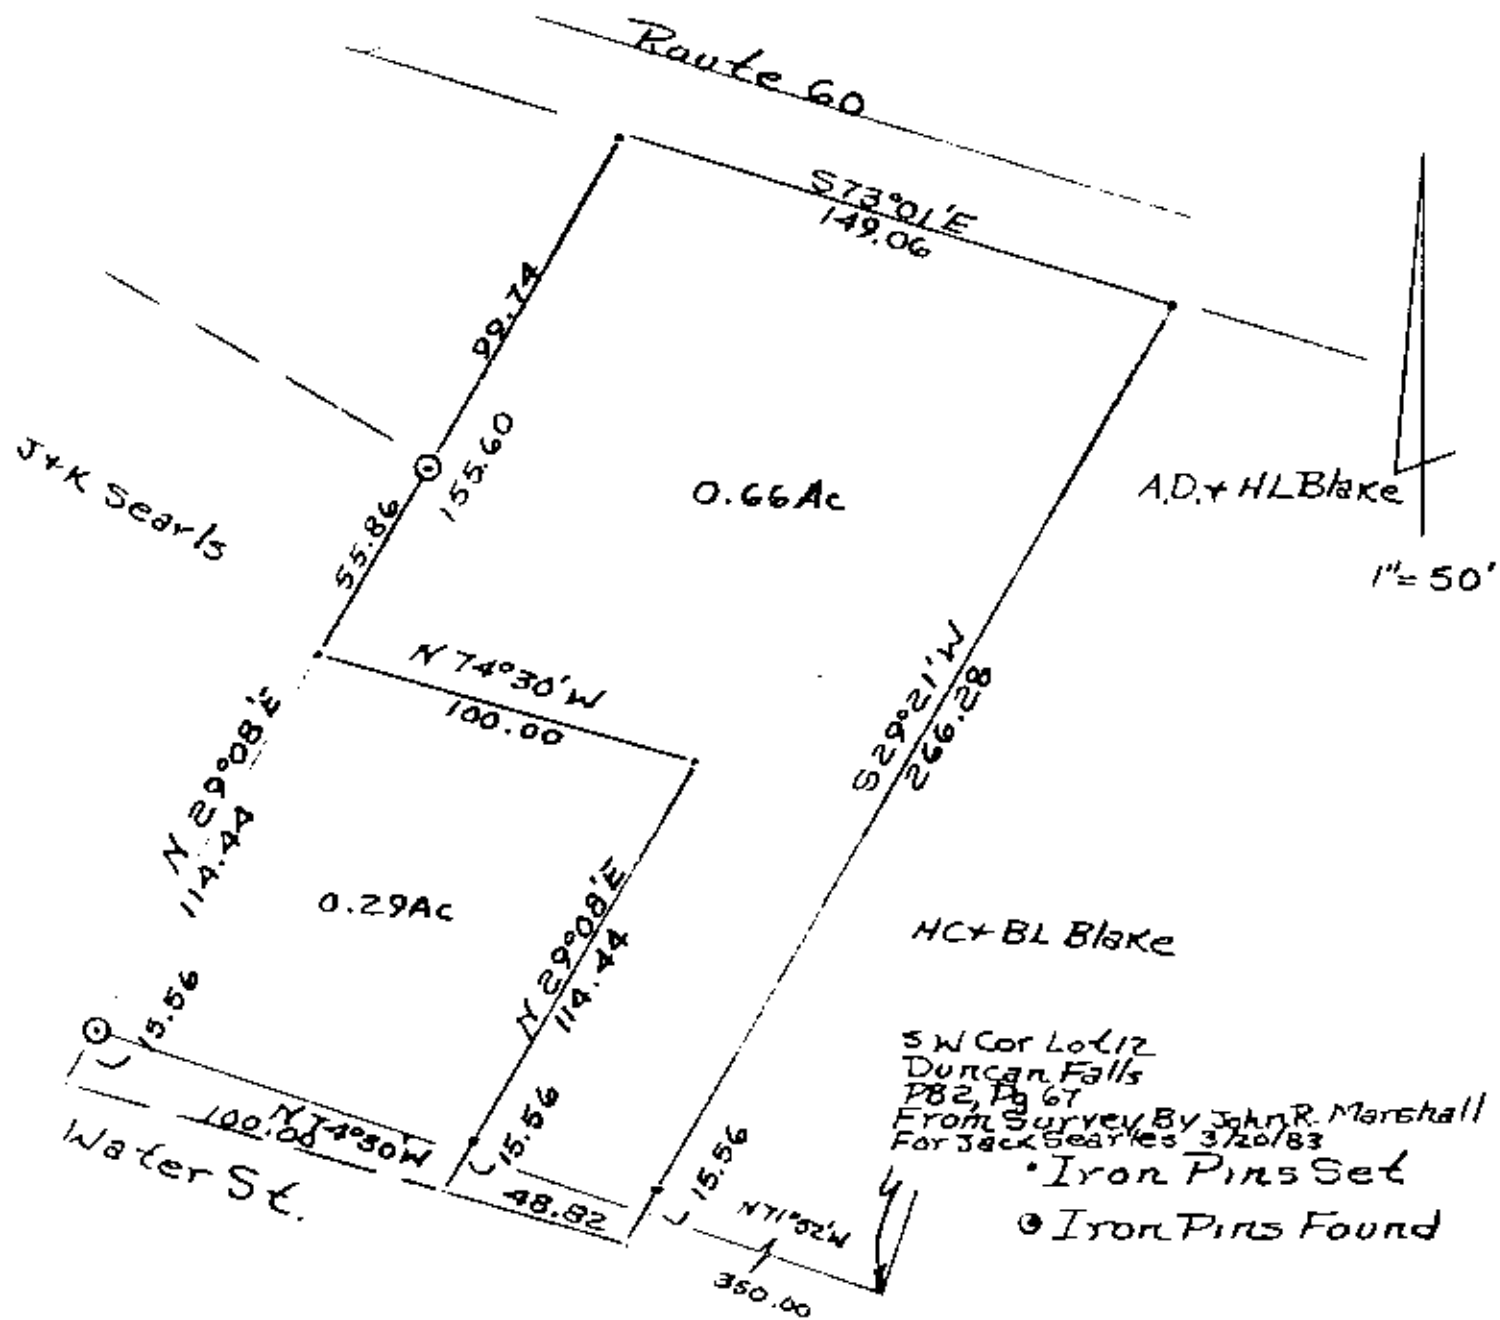 Route 60
S73°01'E
149.06
99.74
155.60
55.86
0.66Ac
J+K Searls
A.D.+ HLBlake
1"= 50'
N 74°30'W
100.00
N 29°08'E
114.44
S29°21'W
266.28
0.29Ac
N 29°08'E
114.44
HC+ BL Blake
15.56
100.00
N74°30'W
Water St.
15.56
48.82
15.56
N71°52'W
350.00
S W Cor Lot 12
Duncan Falls
PB2, Pg 67
From Survey By John R. Marshall
For Jack Searles 3/20/83
• Iron Pins Set
⊙ Iron Pins Found